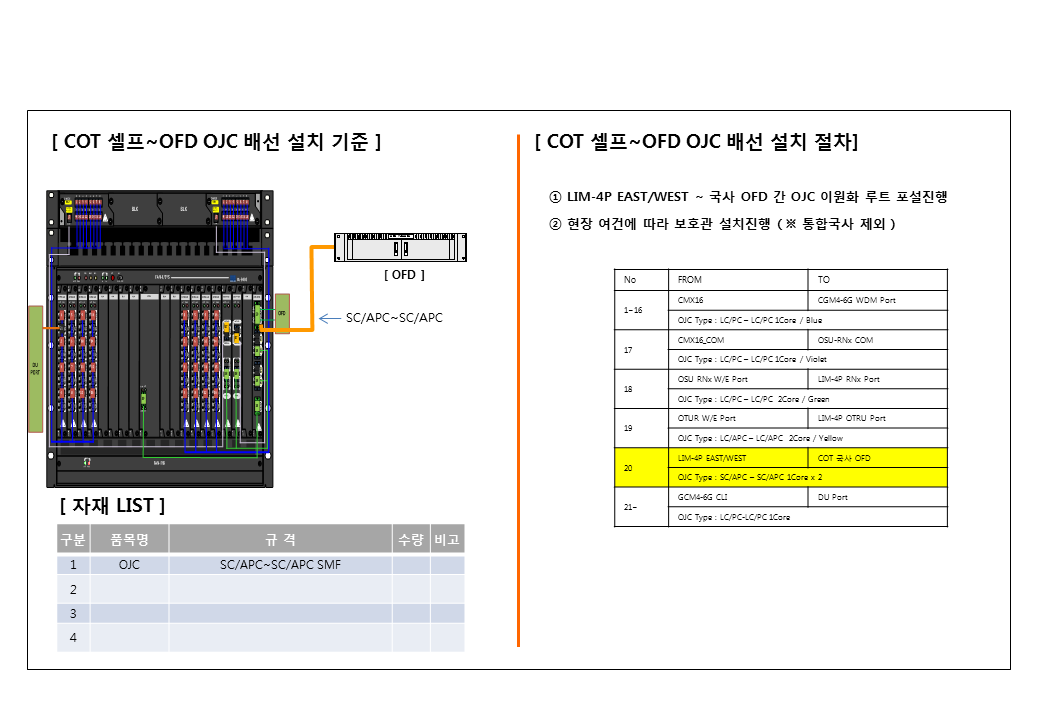 [ COT 셀프~OFD OJC 배선 설치 기준 ]
BLK
BLK
OFD
DU
PORT
[ OFD ]
SC/APC~SC/APC
[ 자재 LIST ]
구분 품목명 규 격 수량 비고
1 OJC SC/APC~SC/APC SMF
2
3
4
[ COT 셀프~OFD OJC 배선 설치 절차]
① LIM-4P EAST/WEST ~ 국사 OFD 간 OJC 이원화 루트 포설진행
② 현장 여건에 따라 보호관 설치진행 ( ※ 통합국사 제외 )
No FROM TO
1~16 CMX16 CGM4-6G WDM Port
OJC Type : LC/PC – LC/PC 1Core / Blue
17 CMX16_COM OSU-RNx COM
OJC Type : LC/PC – LC/PC 1Core / Violet
18 OSU RNx W/E Port LIM-4P RNx Port
OJC Type : LC/PC – LC/PC 2Core / Green
19 OTUR W/E Port LIM-4P OTRU Port
OJC Type : LC/APC – LC/APC 2Core / Yellow
20 LIM-4P EAST/WEST COT 국사 OFD
OJC Type : SC/APC – SC/APC 1Core x 2
21~ GCM4-6G CLI DU Port
OJC Type : LC/PC-LC/PC 1Core